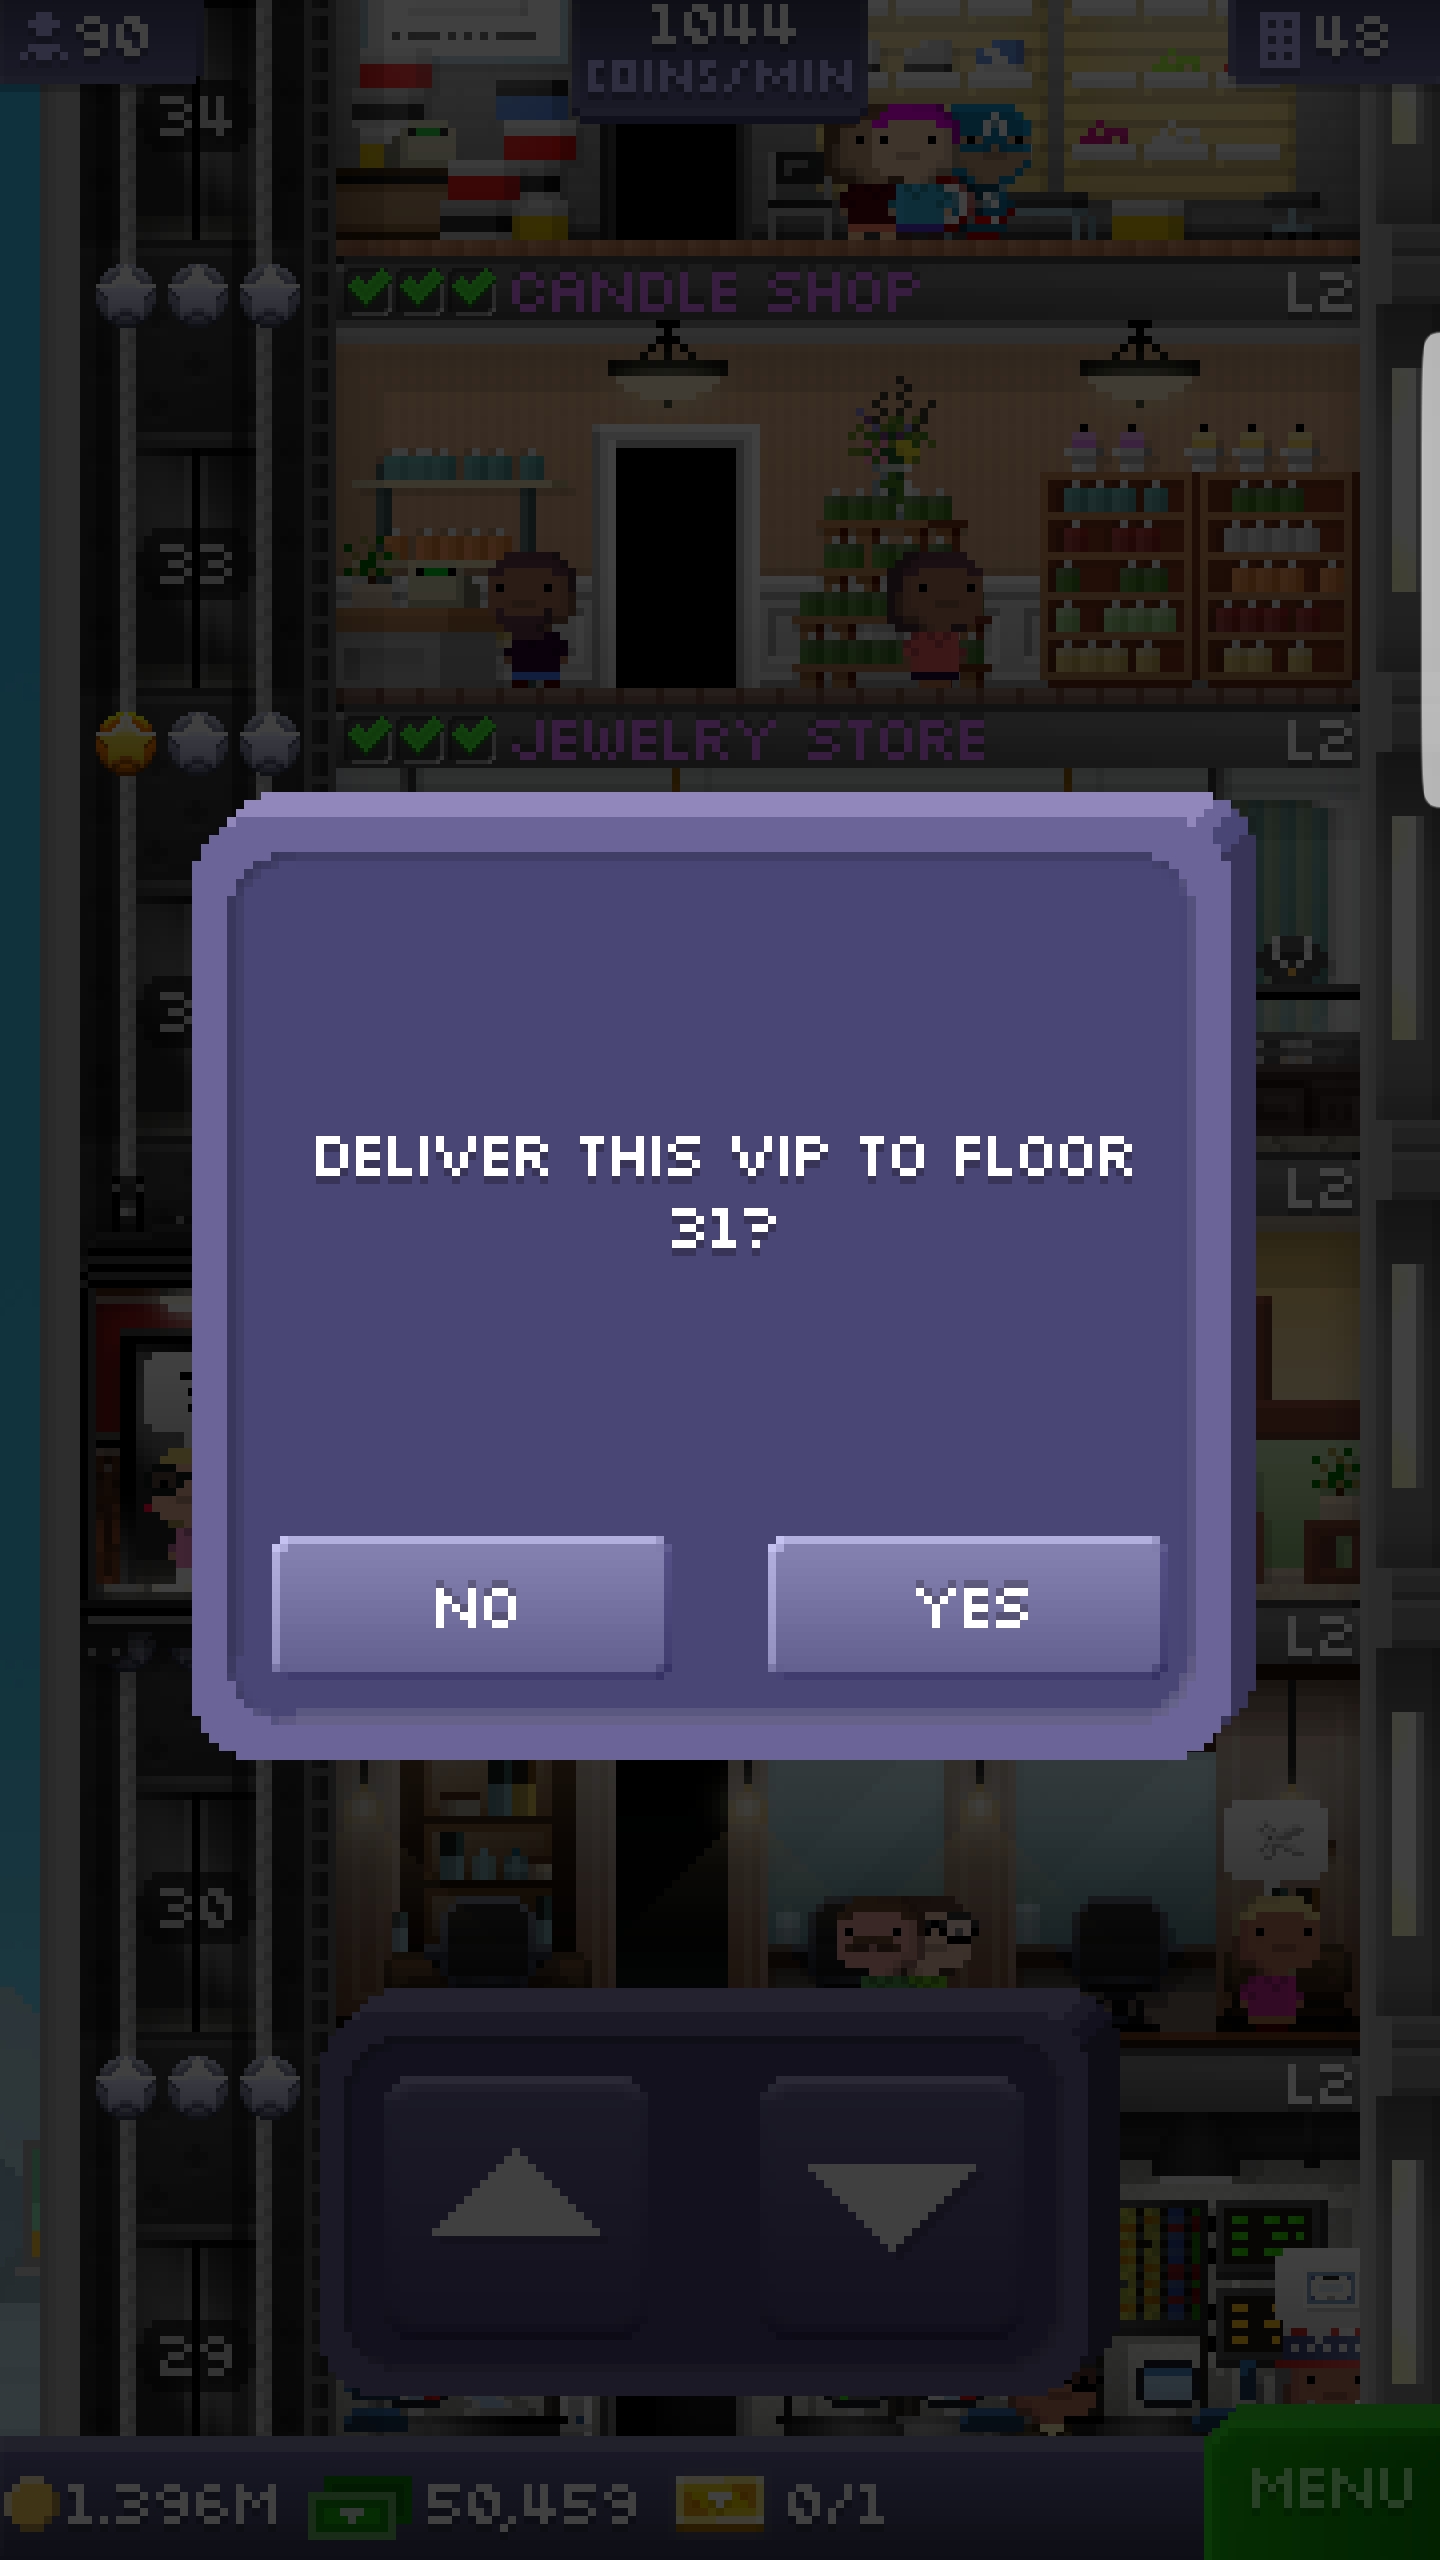 90
1044
COINS/MIN
48
34
CANDLE SHOP L2
33
JEWELRY STORE L2
L2
DELIVER THIS VIP TO FLOOR
31?
NO YES
L2
30
L2
29
1.396M 50,459 0/1 MENU